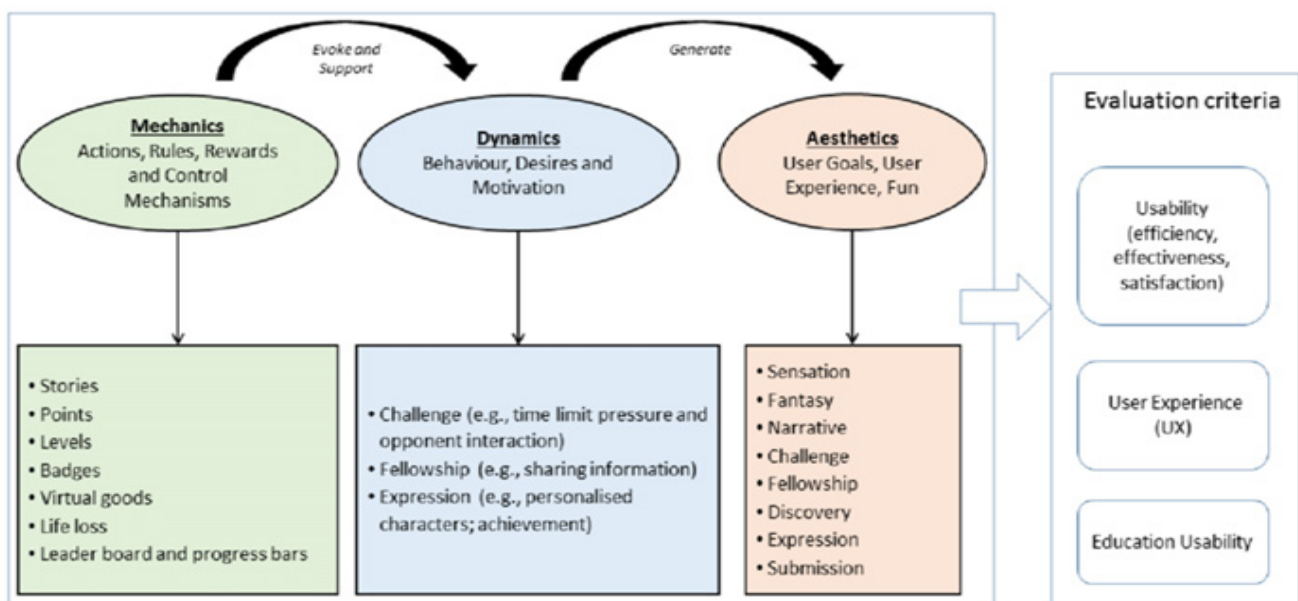 Evoke and
Support
Generate
Mechanics
Actions, Rules, Rewards
and Control
Mechanisms
Dynamics
Behaviour, Desires and
Motivation
Aesthetics
User Goals, User
Experience, Fun
• Stories
• Points
• Levels
• Badges
• Virtual goods
• Life loss
• Leader board and progress bars
• Challenge (e.g., time limit pressure and
opponent interaction)
• Fellowship (e.g., sharing information)
• Expression (e.g., personalised
characters; achievement)
• Sensation
• Fantasy
• Narrative
• Challenge
• Fellowship
• Discovery
• Expression
• Submission
Evaluation criteria
Usability
(efficiency,
effectiveness,
satisfaction)
User Experience
(UX)
Education Usability